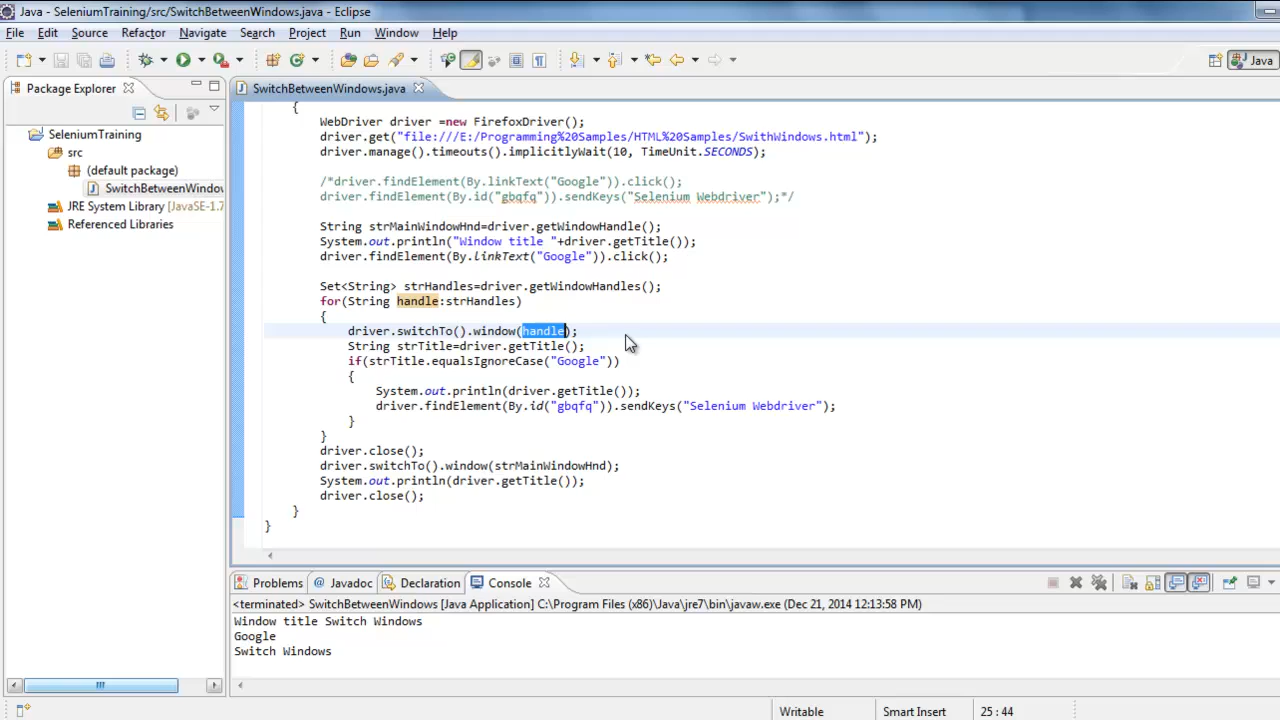 Java - SeleniumTraining/src/SwitchBetweenWindows.java - Eclipse
File Edit Source Refactor Navigate Search Project Run Window Help
Java
Package Explorer
SwitchBetweenWindows.java
SeleniumTraining
src
(default package)
SwitchBetweenWindov
JRE System Library [JavaSE-1.7
Referenced Libraries
{
WebDriver driver =new FirefoxDriver();
driver.get("file:///E:/Programming%20Samples/HTML%20Samples/SwithWindows.html");
driver.manage().timeouts().implicitlyWait(10, TimeUnit.SECONDS);
/*driver.findElement(By.linkText("Google")).click();
driver.findElement(By.id("gbqfq")).sendKeys("Selenium Webdriver");*/
String strMainWindowHnd=driver.getWindowHandle();
System.out.println("Window title "+driver.getTitle());
driver.findElement(By.linkText("Google")).click();
Set<String> strHandles=driver.getWindowHandles();
for(String handle:strHandles)
{
driver.switchTo().window(handle);
String strTitle=driver.getTitle();
if(strTitle.equalsIgnoreCase("Google"))
{
System.out.println(driver.getTitle());
driver.findElement(By.id("gbqfq")).sendKeys("Selenium Webdriver");
}
}
driver.close();
driver.switchTo().window(strMainWindowHnd);
System.out.println(driver.getTitle());
driver.close();
}
}
Problems @ Javadoc Declaration Console
<terminated> SwitchBetweenWindows [Java Application] C:\Program Files (x86)\Java\jre7\bin\javaw.exe (Dec 21, 2014 12:13:58 PM)
Window title Switch Windows
Google
Switch Windows
Writable Smart Insert 25 : 44